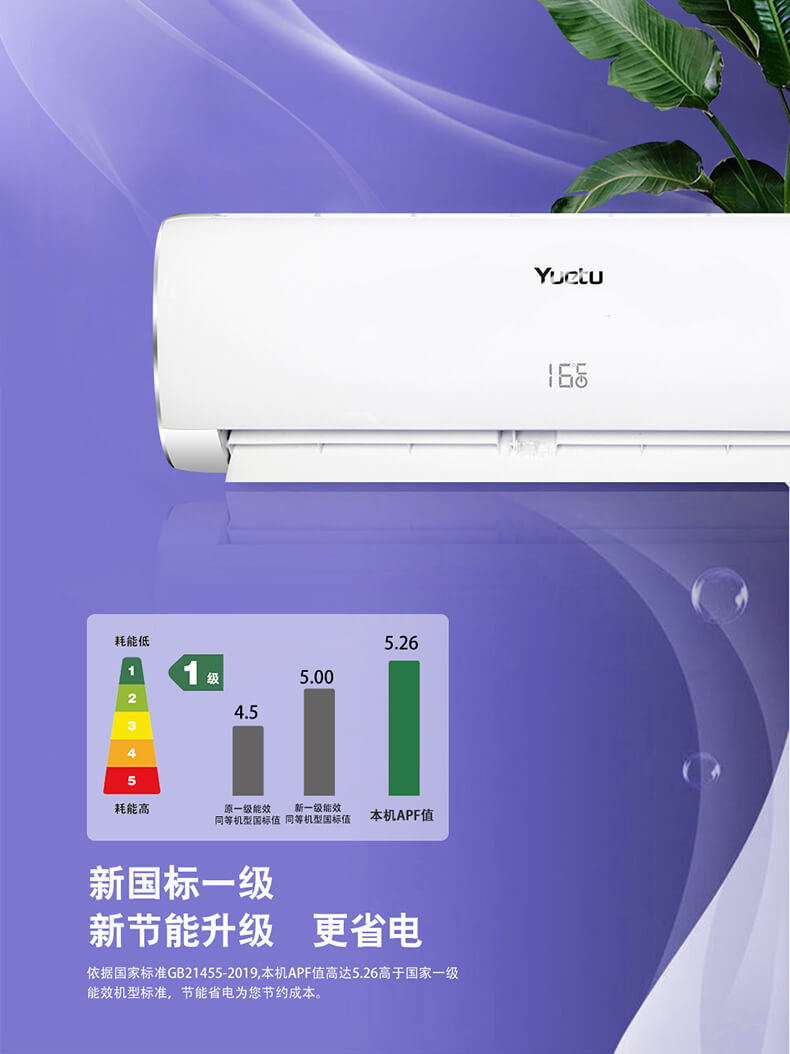 Yuetu
16℃
耗能低
1
2
3
4
5
耗能高
1级
4.5
5.00
5.26
原一级能效
同等机型国标值
新一级能效
同等机型国标值
本机APF值
新国标一级
新节能升级 更省电
依据国家标准GB21455-2019,本机APF值高达5.26高于国家一级
能效机型标准，节能省电为您节约成本。